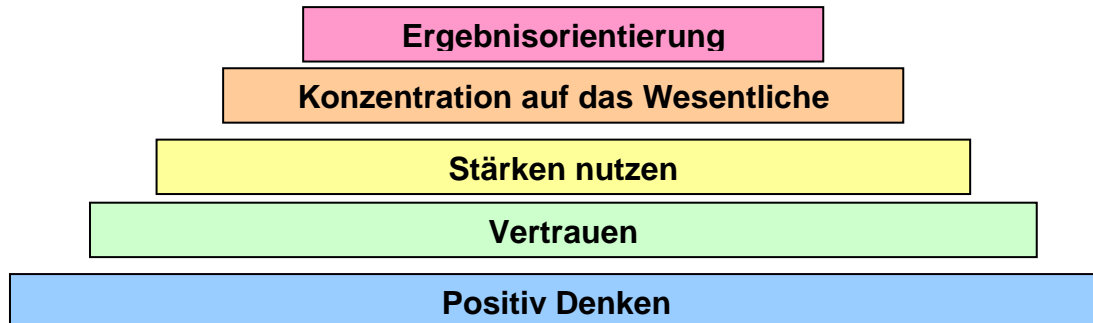 Ergebnisorientierung
Konzentration auf das Wesentliche
Stärken nutzen
Vertrauen
Positiv Denken